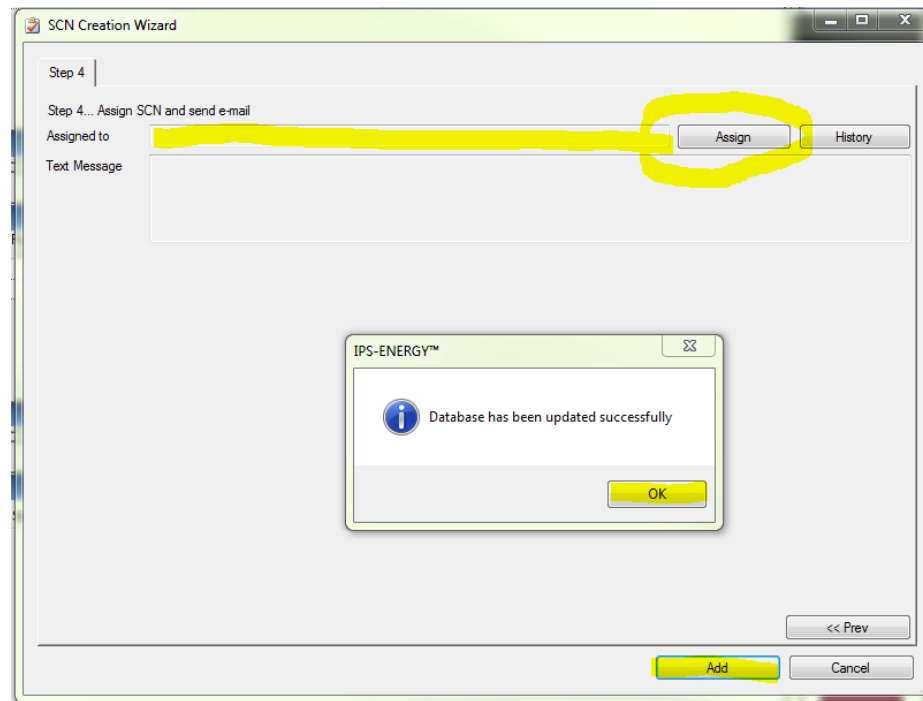 SCN Creation Wizard
Step 4
Step 4... Assign SCN and send e-mail
Assigned to
Assign
History
Text Message
IPS-ENERGY™
Database has been updated successfully
OK
<< Prev
Add
Cancel